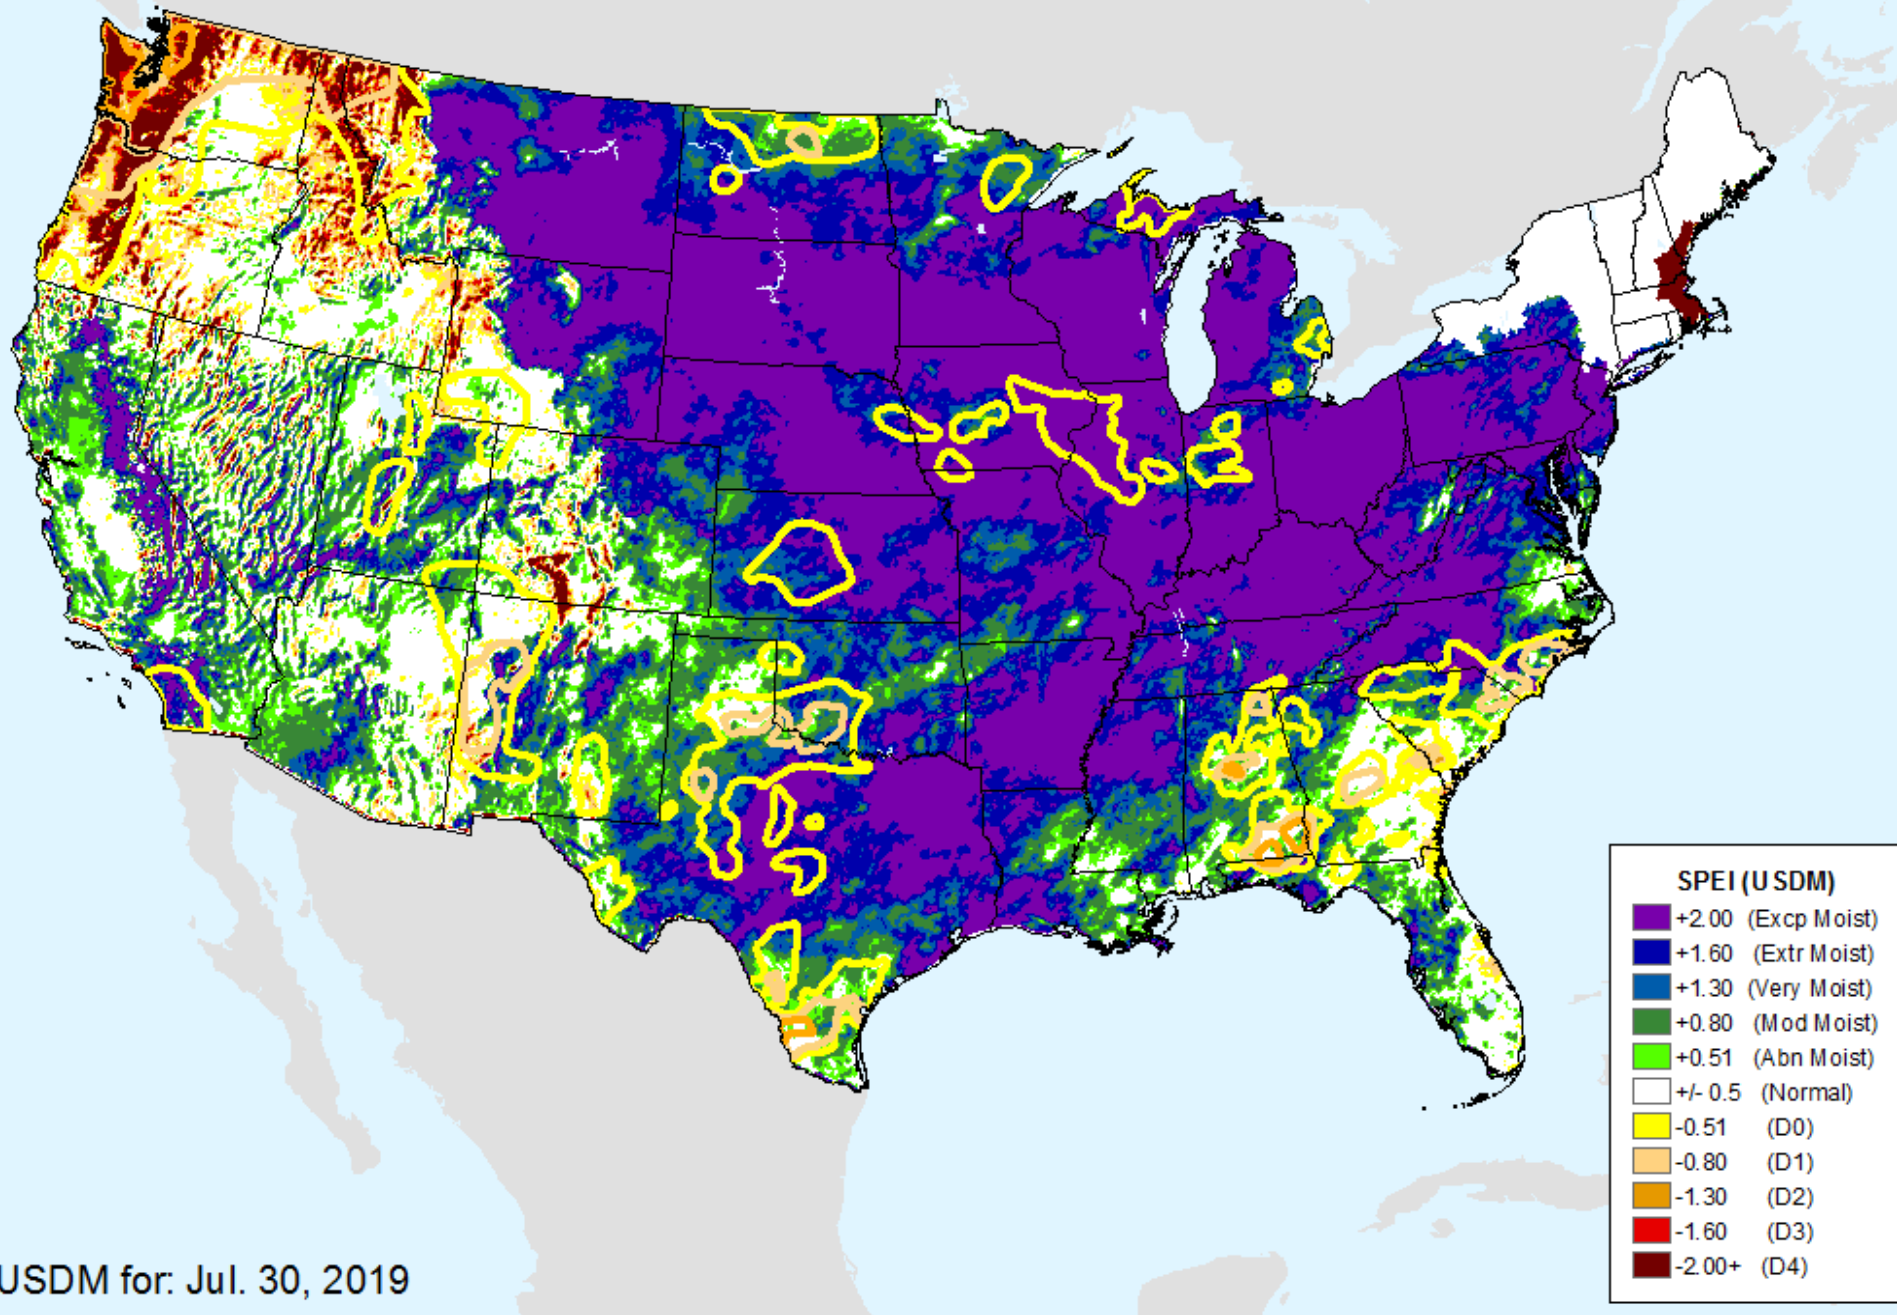 SPEI (USDM)
+2.00 (Excp Moist)
+1.60 (Extr Moist)
+1.30 (Very Moist)
+0.80 (Mod Moist)
+0.51 (Abn Moist)
+/- 0.5 (Normal)
-0.51 (D0)
-0.80 (D1)
-1.30 (D2)
-1.60 (D3)
-2.00+ (D4)
USDM for: Jul. 30, 2019